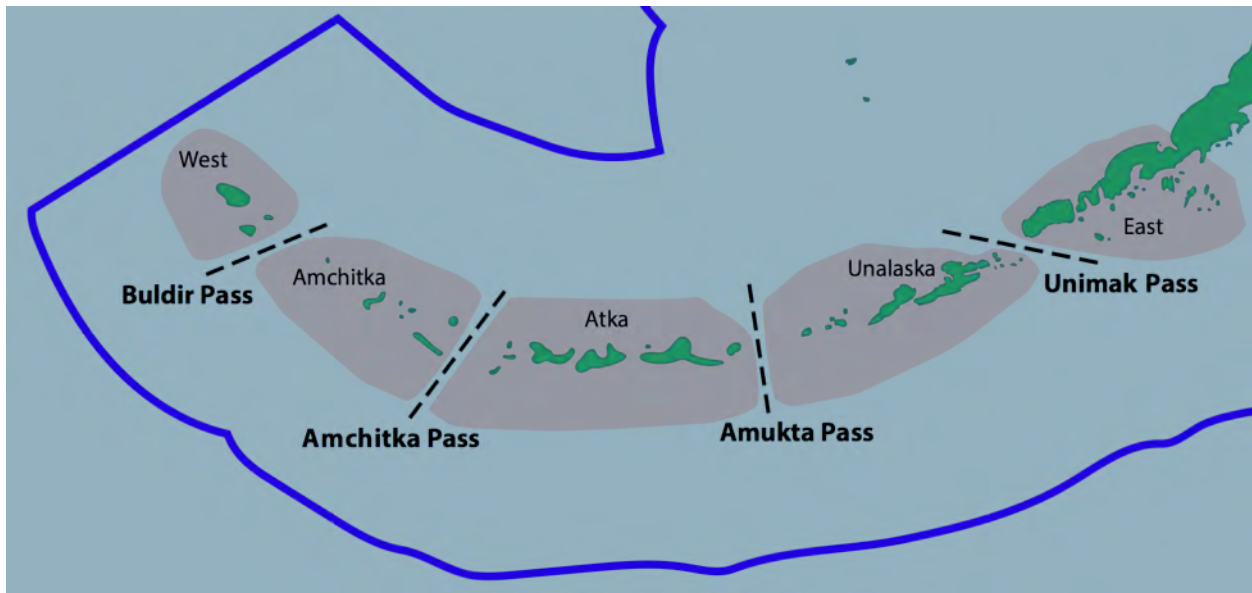 West
Buldir Pass
Amchitka
Amchitka Pass
Atka
Amukta Pass
Unalaska
Unimak Pass
East